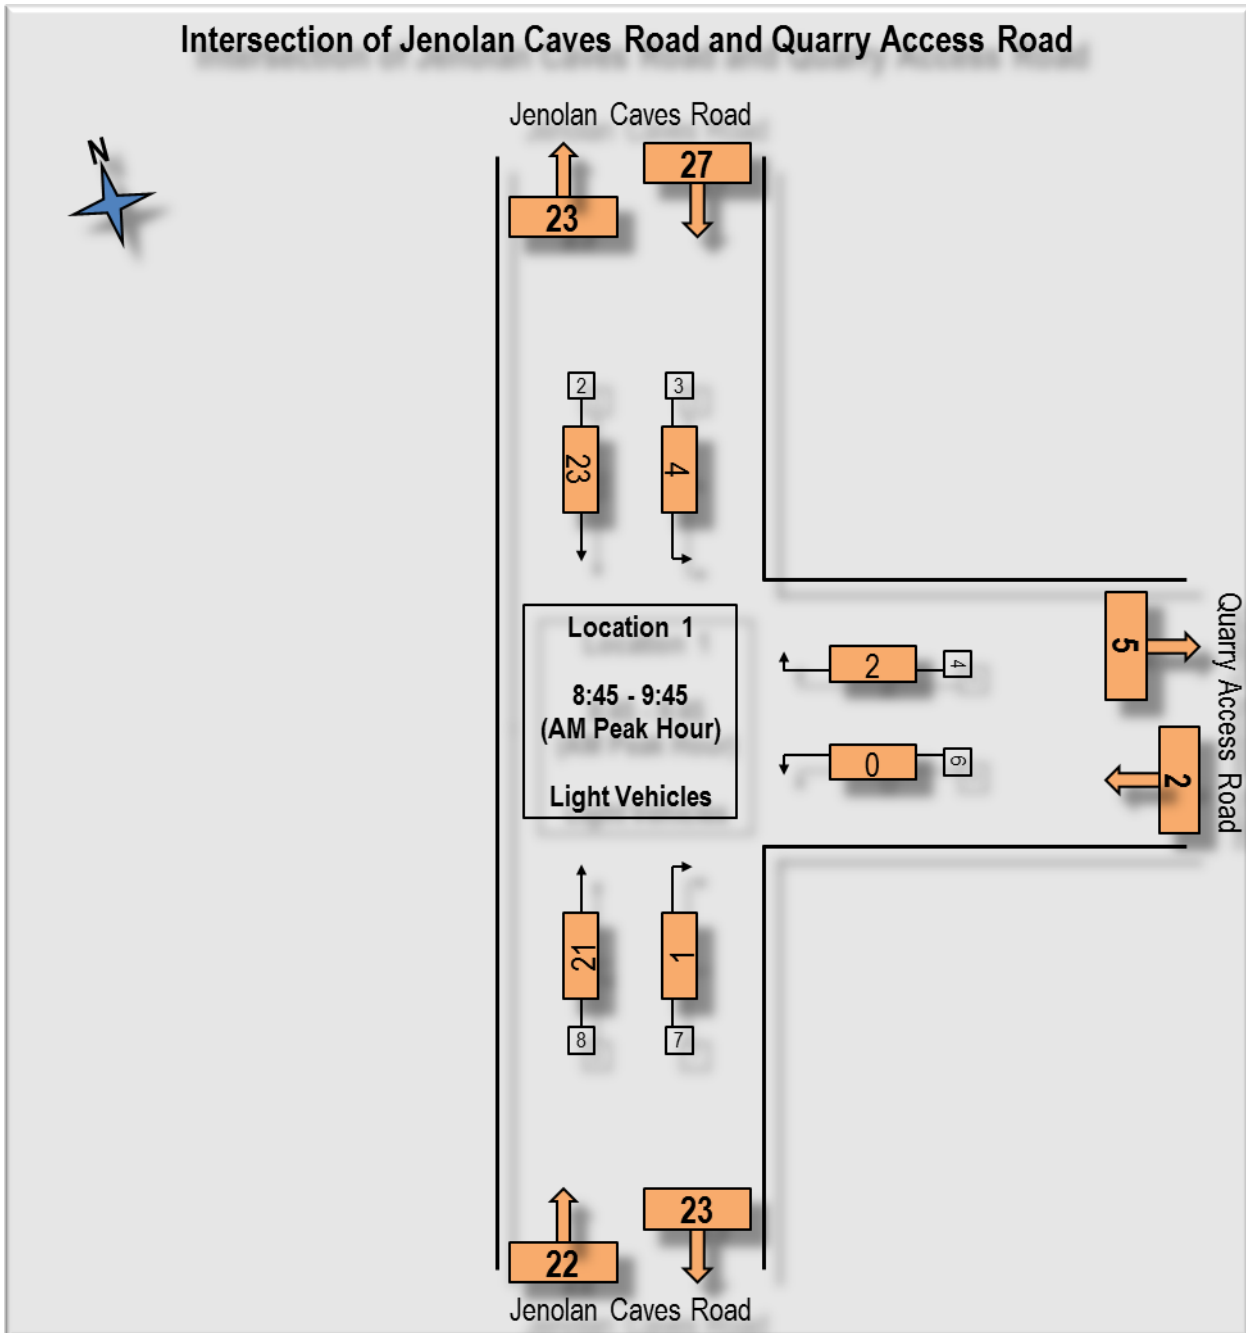 Intersection of Jenolan Caves Road and Quarry Access Road
Jenolan Caves Road
N
27
23
2
3
23
4
Location 1
8:45 - 9:45
(AM Peak Hour)
Light Vehicles
2
4
0
6
5
2
Quarry Access Road
21
1
8
7
23
22
Jenolan Caves Road